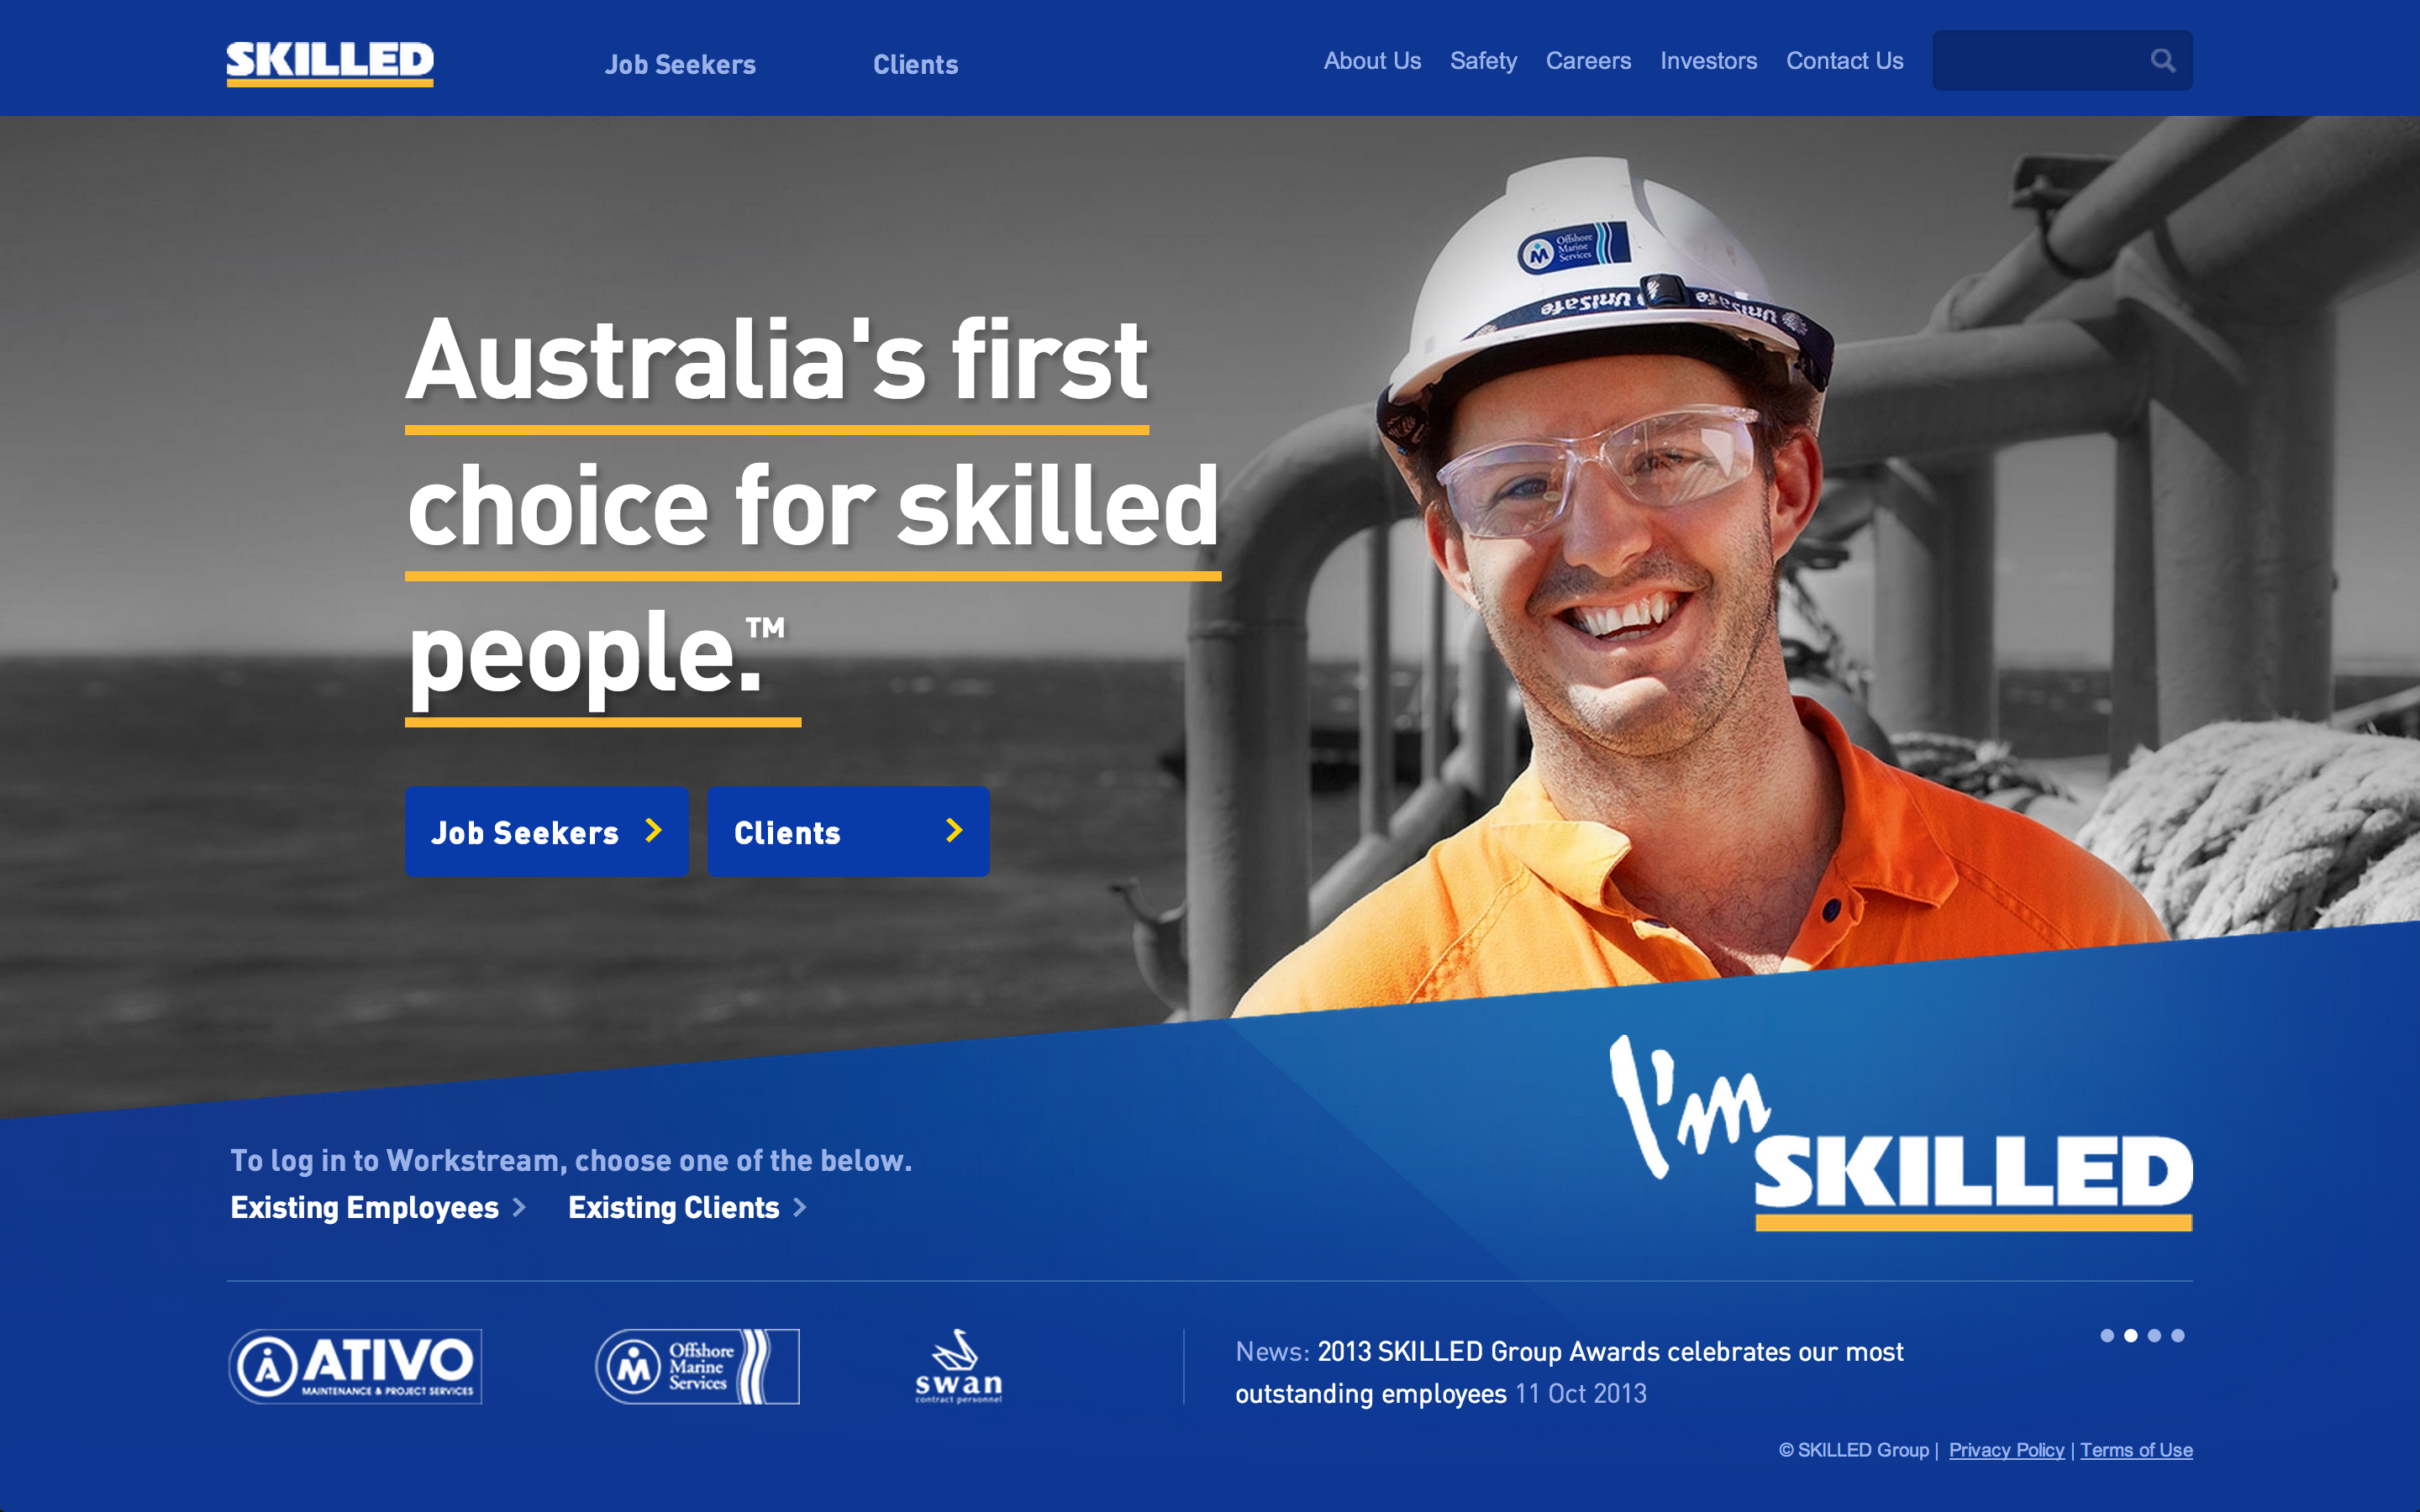 SKILLED
Job Seekers
Clients
About Us
Safety
Careers
Investors
Contact Us
Offshore
Marine
Services
UniSafe
UniSafe
Australia's first
choice for skilled
people.™
Job Seekers
Clients
I'm
SKILLED
To log in to Workstream, choose one of the below.
Existing Employees
Existing Clients
ATIVO
MAINTENANCE & PROJECT SERVICES
M Offshore
Marine
Services
swan
contract personnel
News: 2013 SKILLED Group Awards celebrates our most
outstanding employees 11 Oct 2013
© SKILLED Group | Privacy Policy | Terms of Use